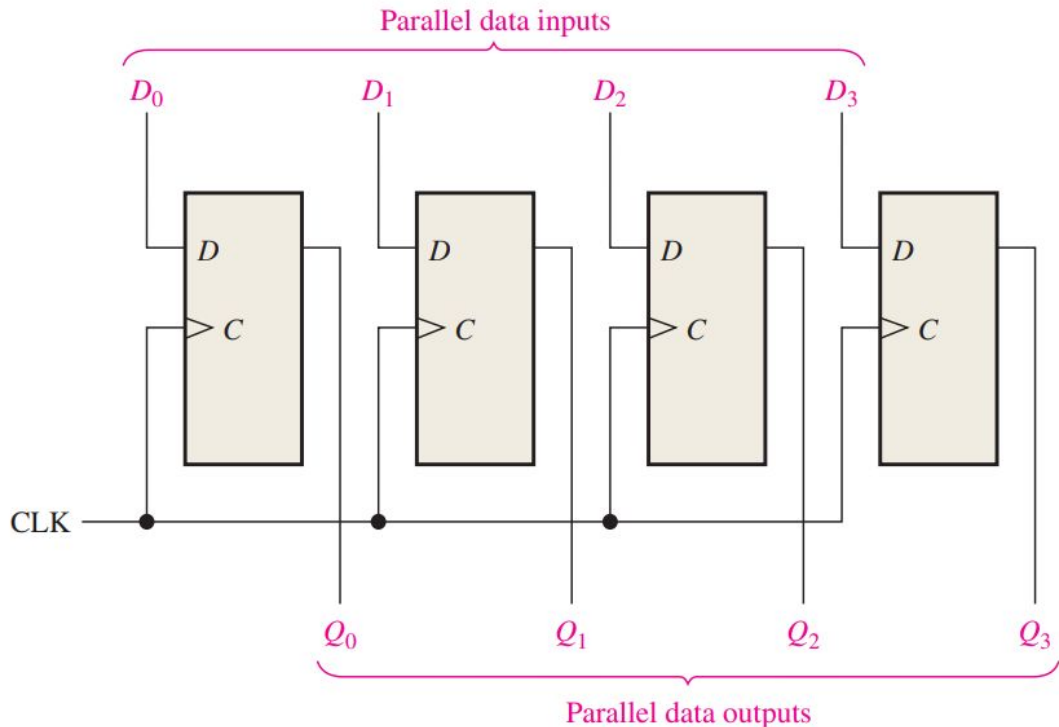 Parallel data inputs
D₀ D₁ D₂ D₃
D D D D
C C C C
CLK
Q₀ Q₁ Q₂ Q₃
Parallel data outputs